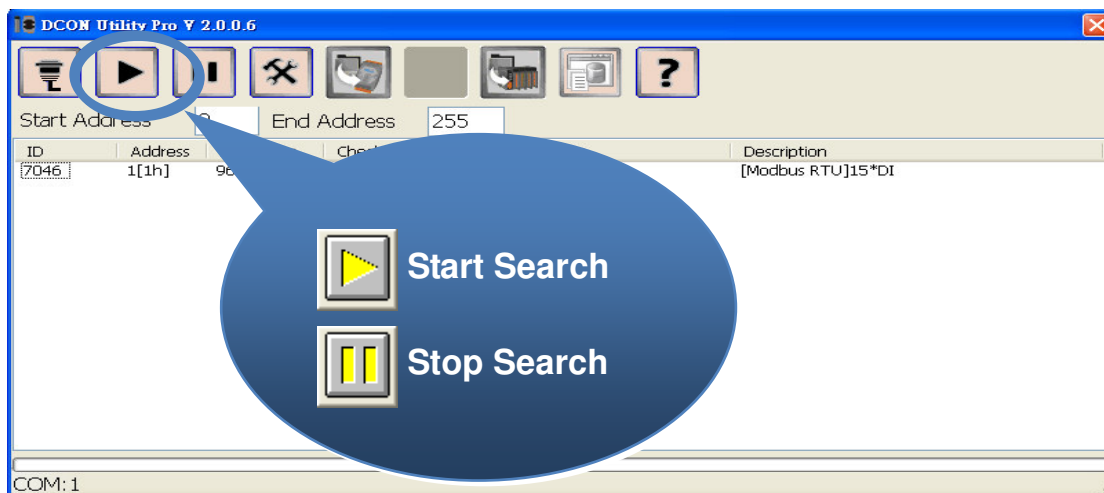 DCON Utility Pro V 2.0.0.6
?
Start Address End Address 255
ID Address Description
7046 1[1h] [Modbus RTU]15*DI
Start Search
Stop Search
COM:1